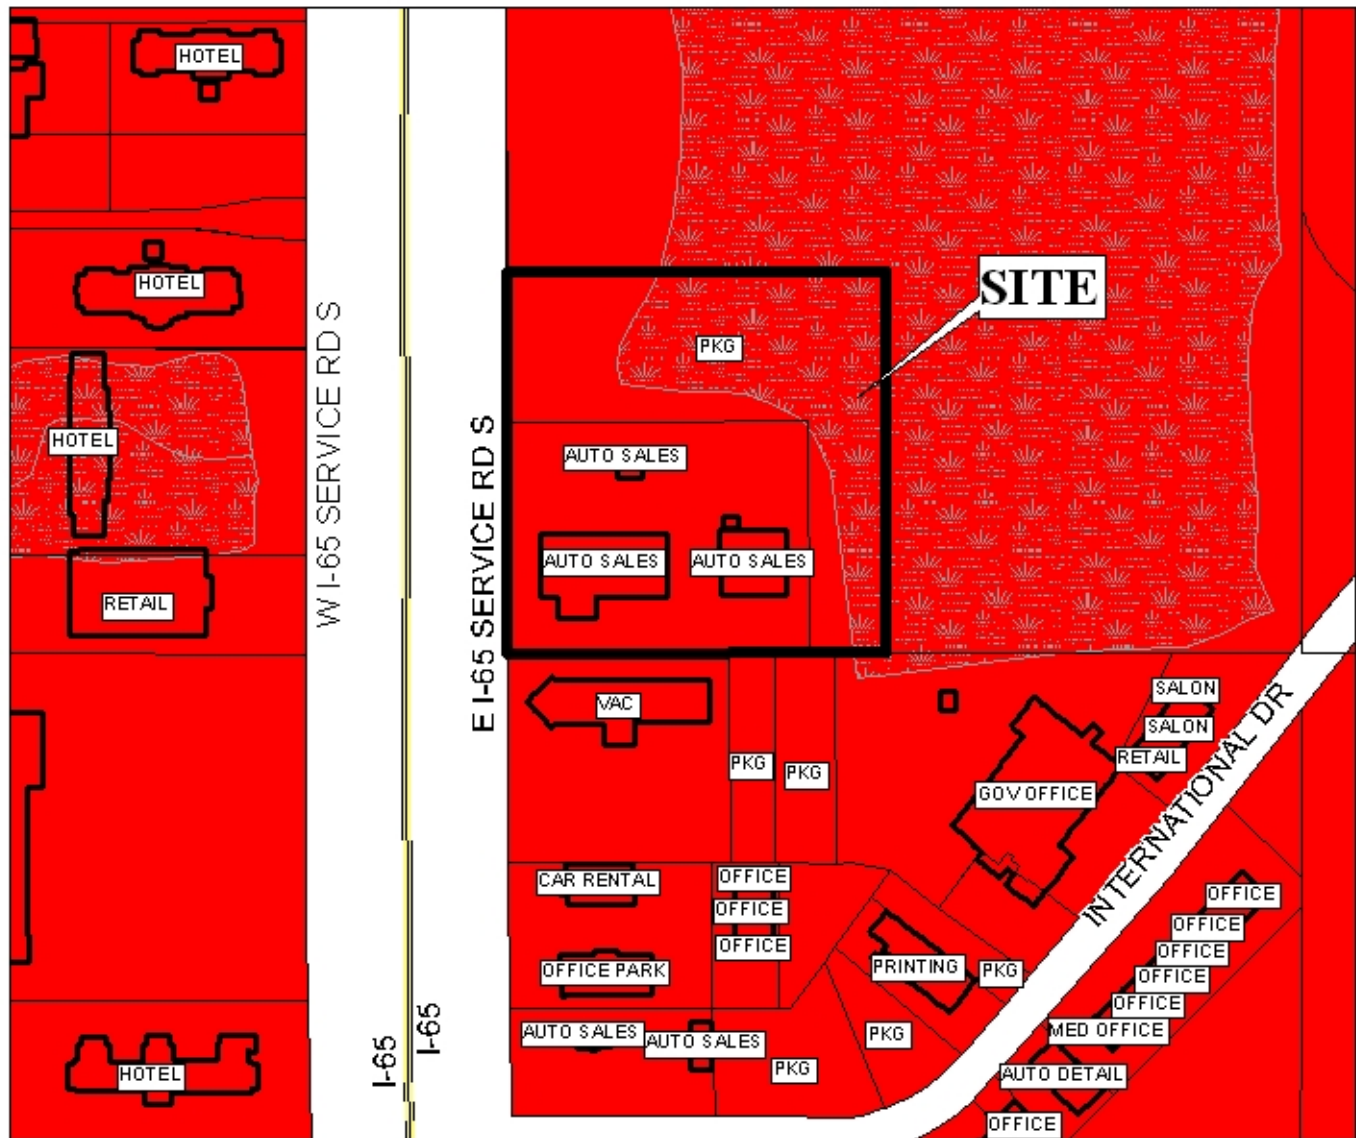 HOTEL
SITE
HOTEL
PKG
W I-65 SERVICE RD S
HOTEL
E I-65 SERVICE RD S
AUTO SALES
AUTO SALES
AUTO SALES
RETAIL
SALON
VAC
SALON
RETAIL
PKG
PKG
GOV OFFICE
INTERNATIONAL DR
CAR RENTAL
OFFICE
OFFICE
OFFICE
OFFICE
OFFICE
OFFICE
OFFICE PARK
PRINTING
PKG
OFFICE
OFFICE
AUTO SALES
AUTO SALES
PKG
MED OFFICE
I-65
I-65
HOTEL
PKG
AUTO DETAIL
OFFICE